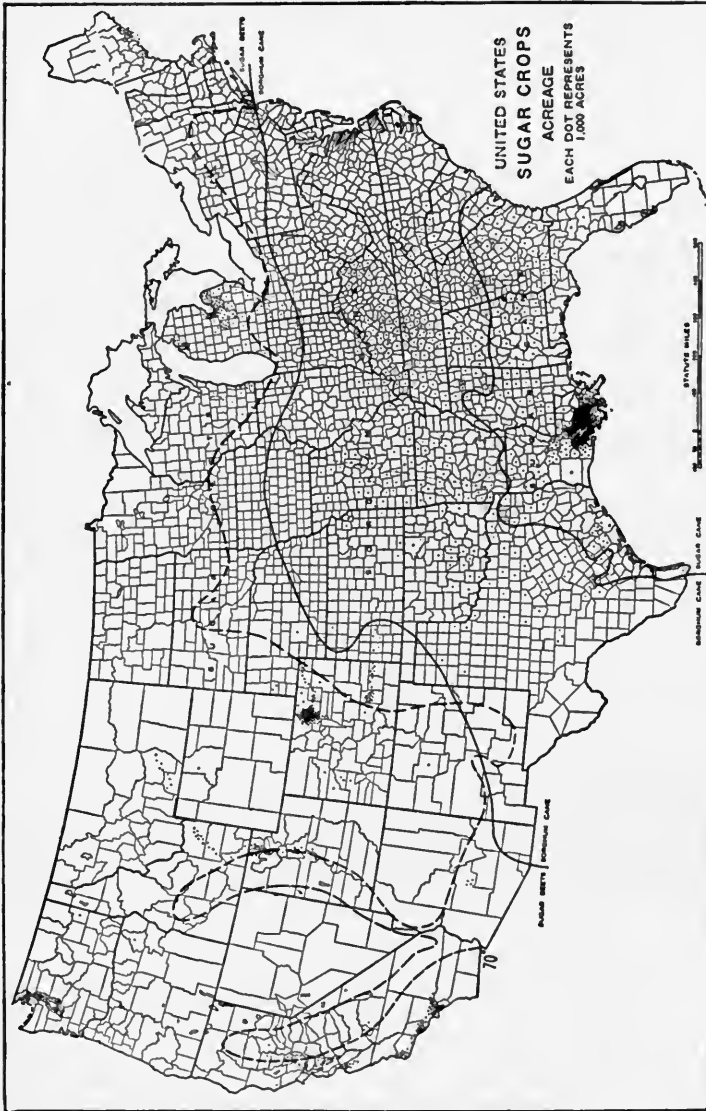 UNITED STATES
SUGAR CROPS
ACREAGE
EACH DOT REPRESENTS
1,000 ACRES
SUGAR BEETS
SORGHUM CANE
STATUTE MILES
SORGHUM CANE
SUGAR CANE
SUGAR BEETS
SORGHUM CANE
70